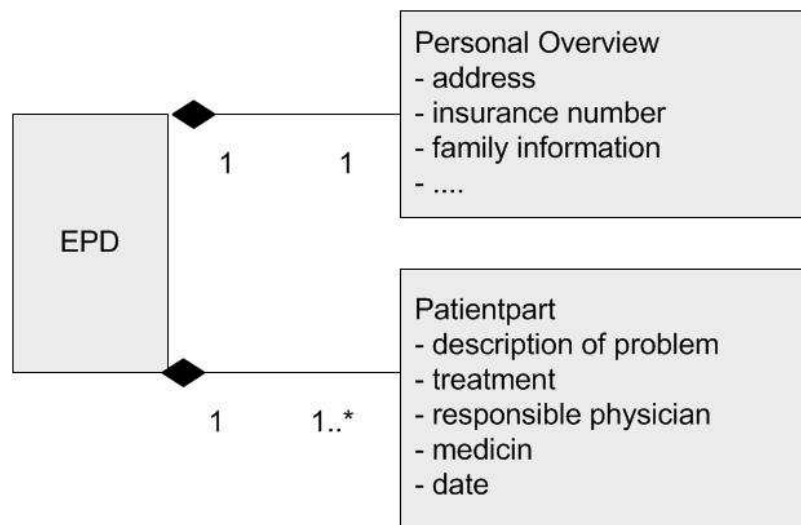 Personal Overview
- address
- insurance number
- family information
- ....
1 1
EPD
Patientpart
- description of problem
- treatment
- responsible physician
- medicin
- date
1 1..*